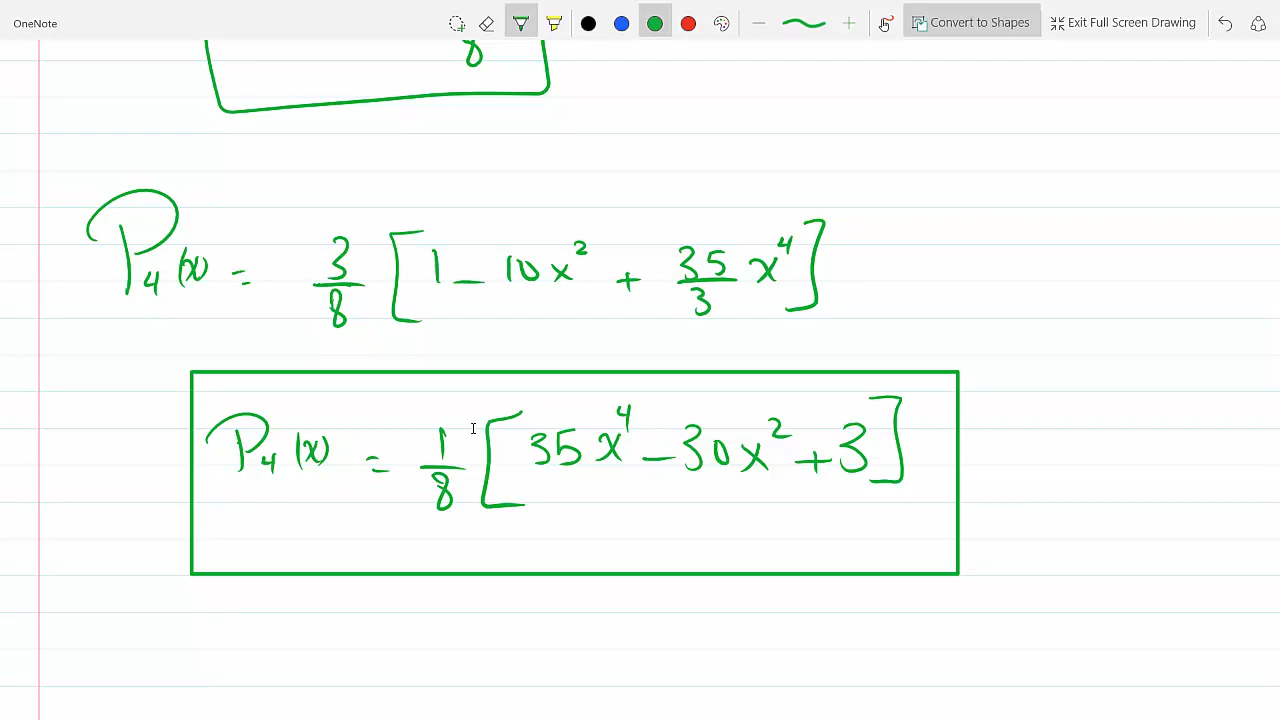 OneNote
Convert to Shapes
Exit Full Screen Drawing
8
P₄(x) = 3/8 [1 - 10x² + 35/3 x⁴]
P₄(x) = 1/8 [35x⁴ - 30x² + 3]